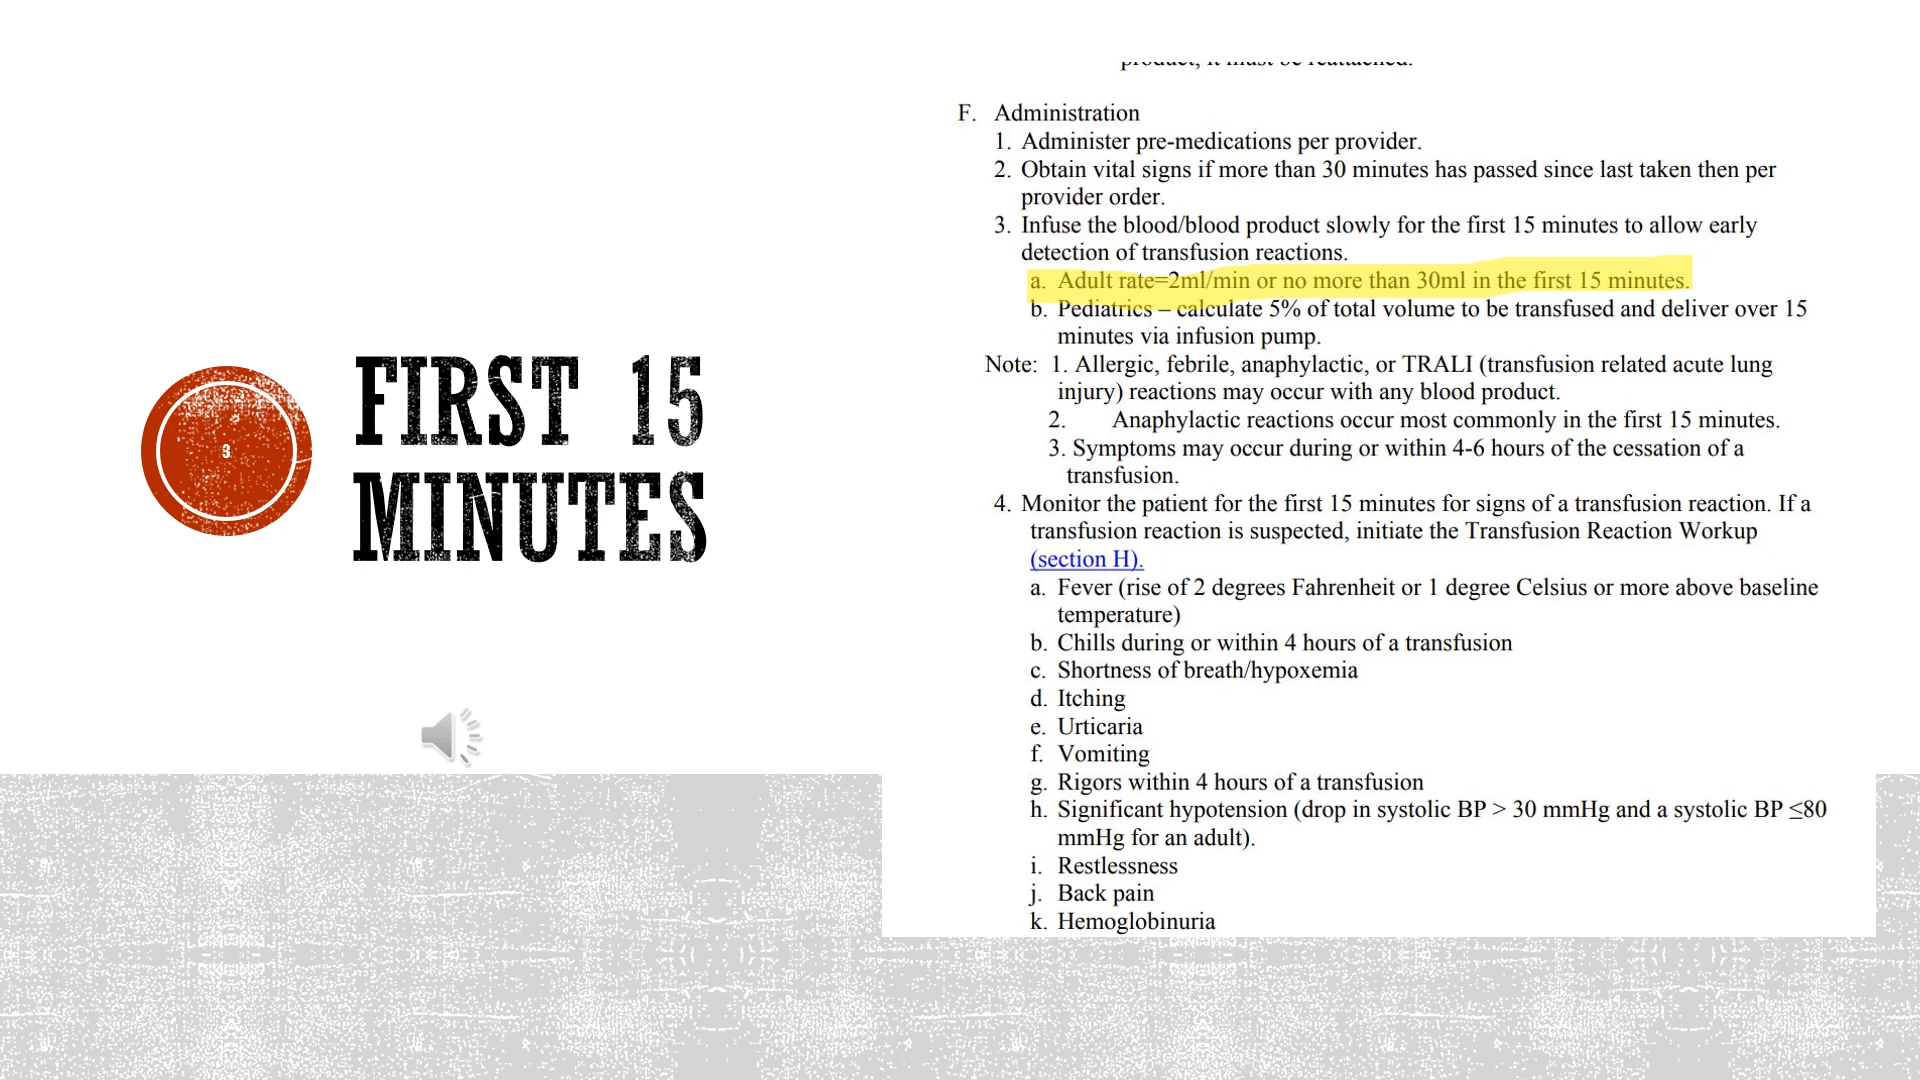 3
FIRST 15
MINUTES
product, it must be reattached.
F. Administration
1. Administer pre-medications per provider.
2. Obtain vital signs if more than 30 minutes has passed since last taken then per
provider order.
3. Infuse the blood/blood product slowly for the first 15 minutes to allow early
detection of transfusion reactions.
a. Adult rate=2ml/min or no more than 30ml in the first 15 minutes.
b. Pediatrics – calculate 5% of total volume to be transfused and deliver over 15
minutes via infusion pump.
Note: 1. Allergic, febrile, anaphylactic, or TRALI (transfusion related acute lung
injury) reactions may occur with any blood product.
2. Anaphylactic reactions occur most commonly in the first 15 minutes.
3. Symptoms may occur during or within 4-6 hours of the cessation of a
transfusion.
4. Monitor the patient for the first 15 minutes for signs of a transfusion reaction. If a
transfusion reaction is suspected, initiate the Transfusion Reaction Workup
(section H).
a. Fever (rise of 2 degrees Fahrenheit or 1 degree Celsius or more above baseline
temperature)
b. Chills during or within 4 hours of a transfusion
c. Shortness of breath/hypoxemia
d. Itching
e. Urticaria
f. Vomiting
g. Rigors within 4 hours of a transfusion
h. Significant hypotension (drop in systolic BP > 30 mmHg and a systolic BP ≤80
mmHg for an adult).
i. Restlessness
j. Back pain
k. Hemoglobinuria